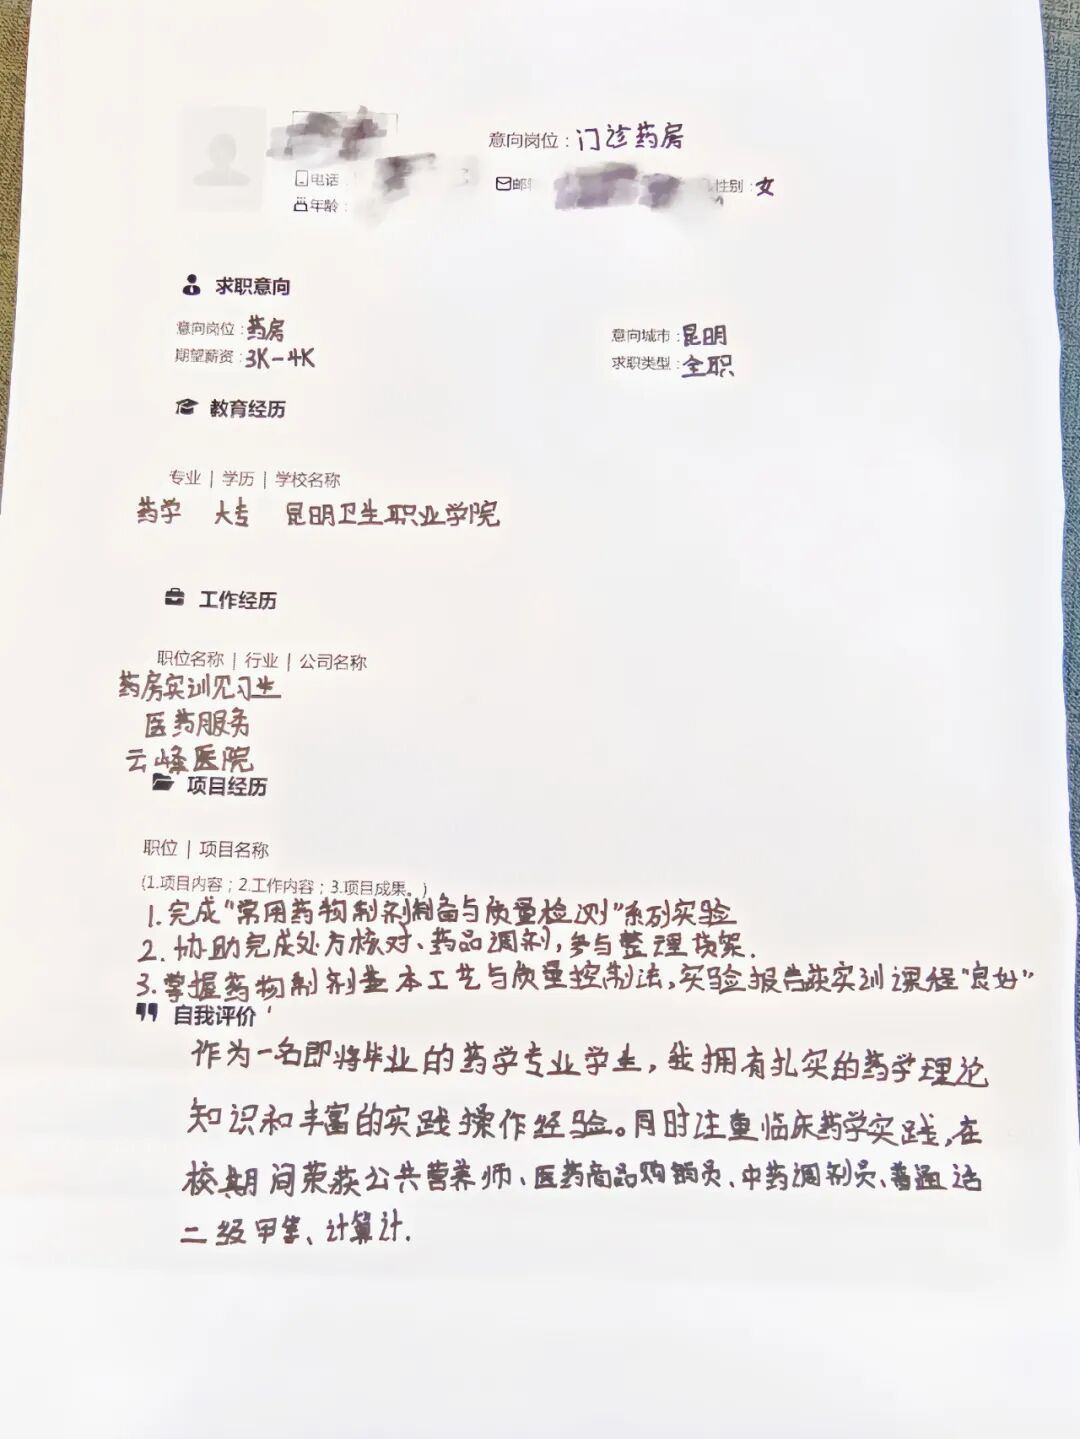 意向岗位：门诊药房
电话：
邮
性别：女
年龄：
求职意向
意向岗位：药房
意向城市：昆明
期望薪资：3K-4K
求职类型：全职
教育经历
专业 | 学历 | 学校名称
药学 大专 昆明卫生职业学院
工作经历
职位名称 | 行业 | 公司名称
药房实训见习生
医药服务
云峰医院
项目经历
职位 | 项目名称
(1.项目内容；2.工作内容；3.项目成果。)
1.完成“常用药物制剂制备与质量检测”系列实验
2.协助完成处方核对、药品调剂,参与整理货架.
3.掌握药物制剂基本工艺与质量控制法,实验报告获实训课程“良好”
自我评价
作为一名即将毕业的药学专业学生,我拥有扎实的药学理论
知识和丰富的实践操作经验。同时注重临床药学实践,在
校期间荣获公共营养师、医药商品购销员、中药调剂员、普通话
二级甲等、计算计.